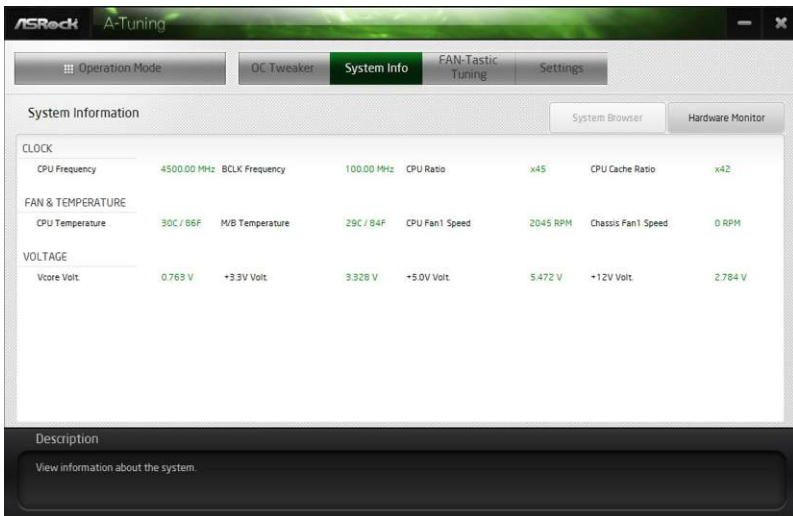 ASRock A-Tuning
Operation Mode OC Tweaker System Info FAN-Tastic Tuning Settings
System Information System Browser Hardware Monitor
CLOCK
CPU Frequency 4500.00 MHz BCLK Frequency 100.00 MHz CPU Ratio x45 CPU Cache Ratio x42
FAN & TEMPERATURE
CPU Temperature 30C / 86F M/B Temperature 29C / 84F CPU Fan1 Speed 2045 RPM Chassis Fan1 Speed 0 RPM
VOLTAGE
Vcore Volt. 0.763 V +3.3V Volt. 3.328 V +5.0V Volt. 5.472 V +12V Volt. 2.784 V
Description
View information about the system.